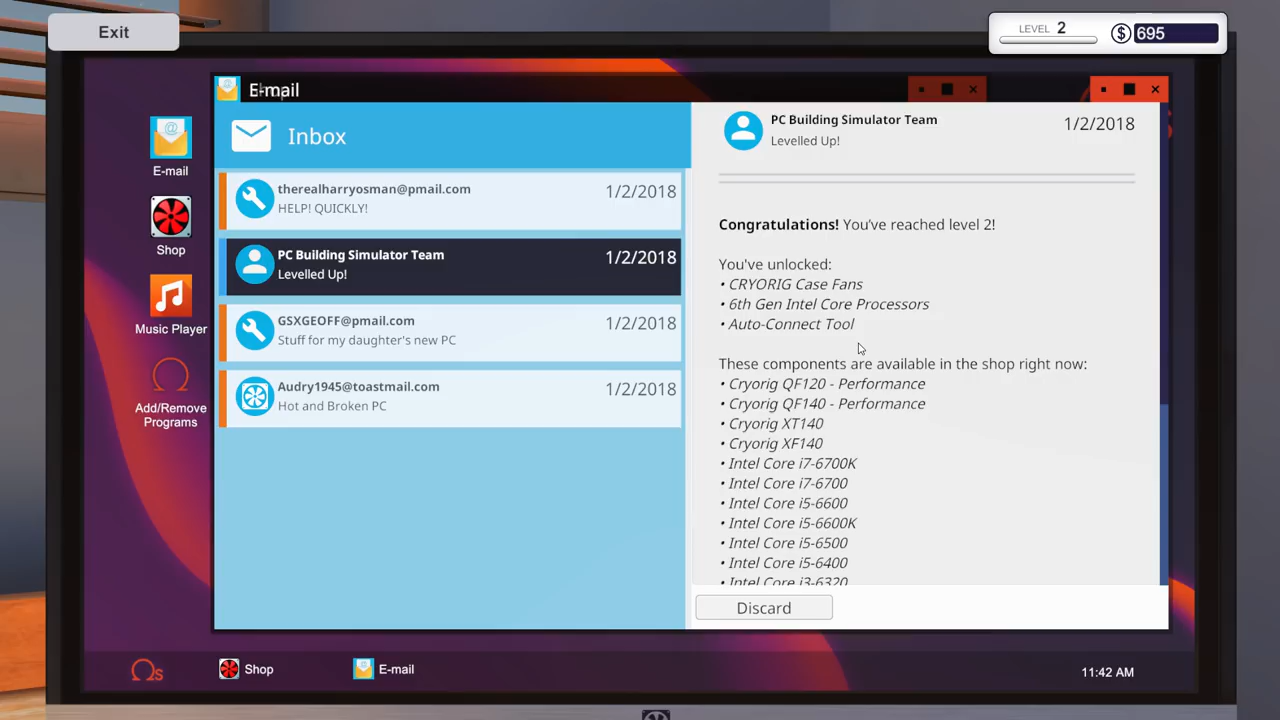 Exit
LEVEL 2
$ 695
E-mail
Inbox
therealharryosman@pmail.com 1/2/2018
HELP! QUICKLY!
PC Building Simulator Team 1/2/2018
Levelled Up!
GSXGEOFF@pmail.com 1/2/2018
Stuff for my daughter's new PC
Audry1945@toastmail.com 1/2/2018
Hot and Broken PC
PC Building Simulator Team 1/2/2018
Levelled Up!
Congratulations! You've reached level 2!
You've unlocked:
• CRYORIG Case Fans
• 6th Gen Intel Core Processors
• Auto-Connect Tool
These components are available in the shop right now:
• Cryorig QF120 - Performance
• Cryorig QF140 - Performance
• Cryorig XT140
• Cryorig XF140
• Intel Core i7-6700K
• Intel Core i7-6700
• Intel Core i5-6600
• Intel Core i5-6600K
• Intel Core i5-6500
• Intel Core i5-6400
• Intel Core i3-6320
Discard
E-mail
Shop
Music Player
Add/Remove
Programs
Ωs
Shop
E-mail
11:42 AM